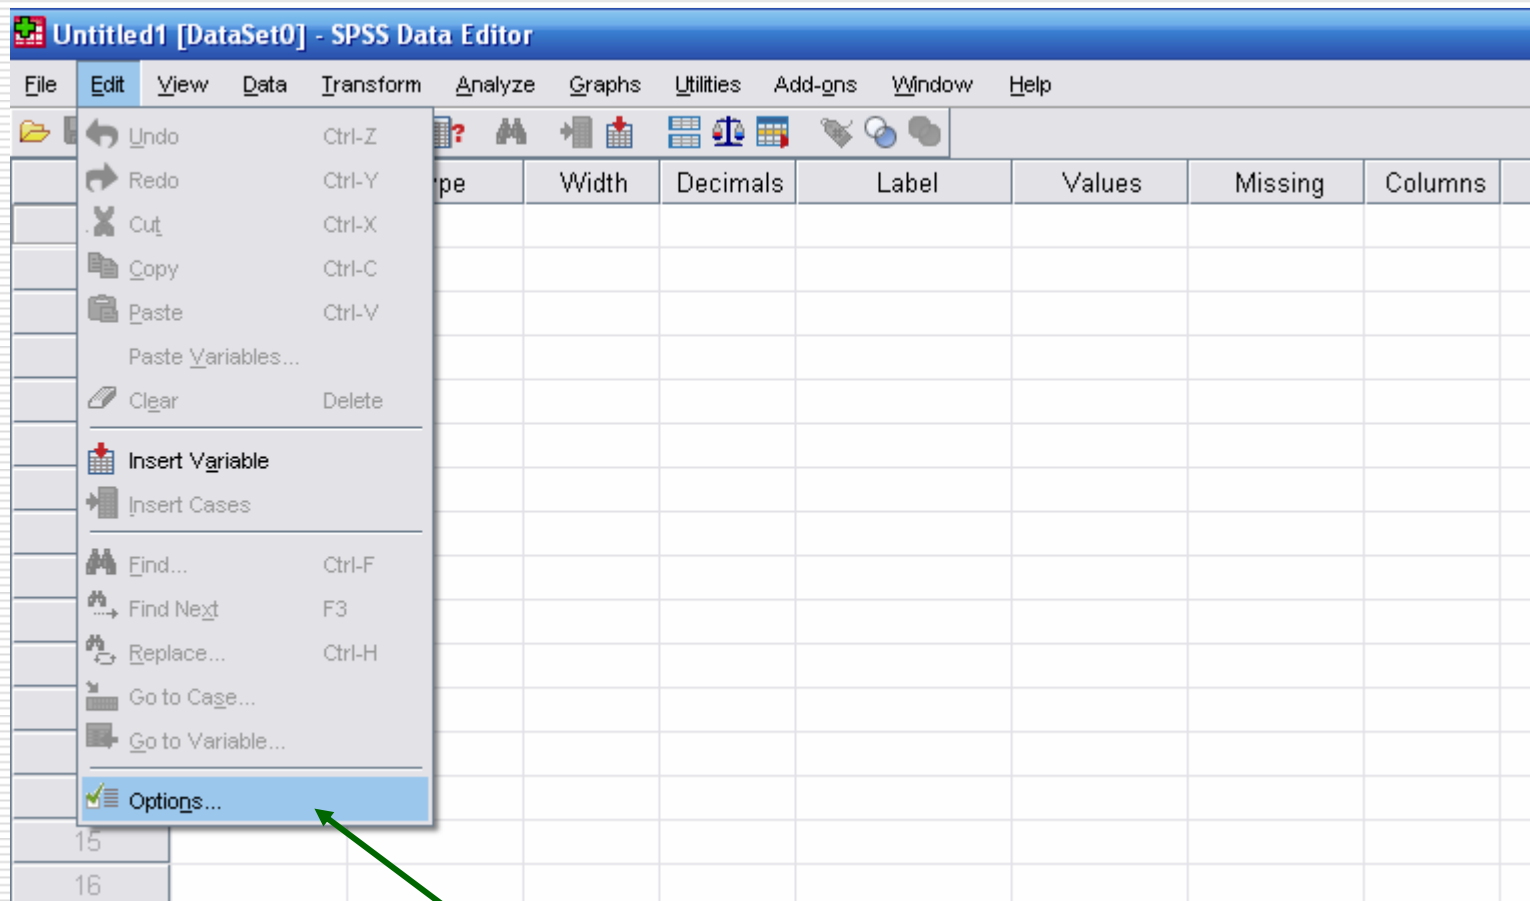 Untitled1 [DataSet0] - SPSS Data Editor
File Edit View Data Transform Analyze Graphs Utilities Add-ons Window Help
Width Decimals Label Values Missing Columns
Undo Ctrl-Z
Redo Ctrl-Y
Cut Ctrl-X
Copy Ctrl-C
Paste Ctrl-V
Paste Variables...
Clear Delete
Insert Variable
Insert Cases
Find... Ctrl-F
Find Next F3
Replace... Ctrl-H
Go to Case...
Go to Variable...
Options...
15
16